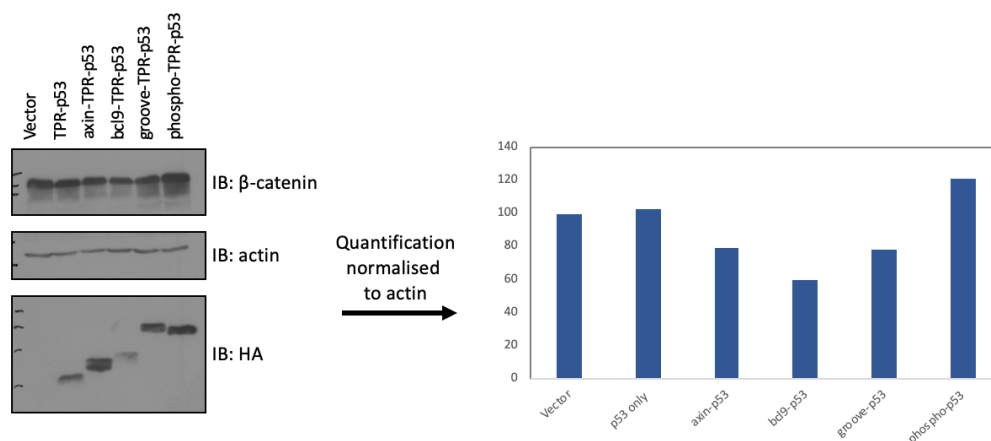 Vector
TPR-p53
axin-TPR-p53
bcl9-TPR-p53
groove-TPR-p53
phospho-TPR-p53
IB: β-catenin
IB: actin
IB: HA
Quantification
normalised
to actin
140
120
100
80
60
40
20
0
Vector
p53 only
axin-p53
bcl9-p53
groove-p53
phospho-p53